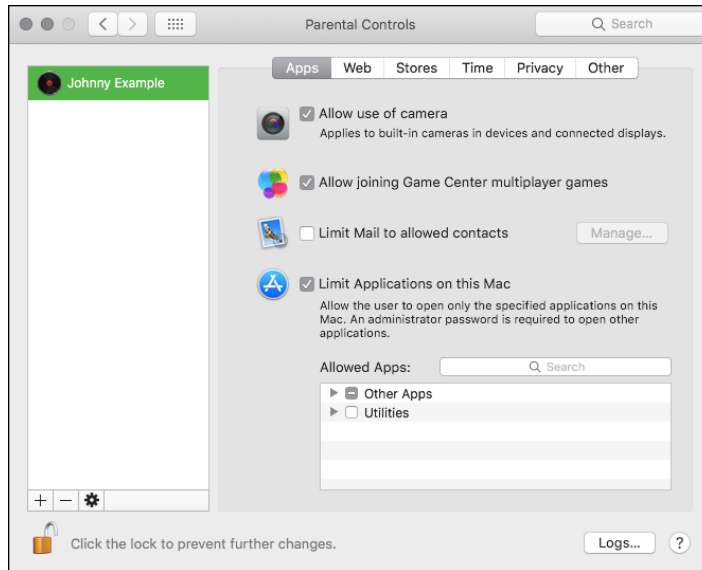 Parental Controls
Search
Johnny Example
Apps Web Stores Time Privacy Other
Allow use of camera
Applies to built-in cameras in devices and connected displays.
Allow joining Game Center multiplayer games
Limit Mail to allowed contacts
Manage...
Limit Applications on this Mac
Allow the user to open only the specified applications on this
Mac. An administrator password is required to open other
applications.
Allowed Apps:
Search
Other Apps
Utilities
Click the lock to prevent further changes.
Logs...
?